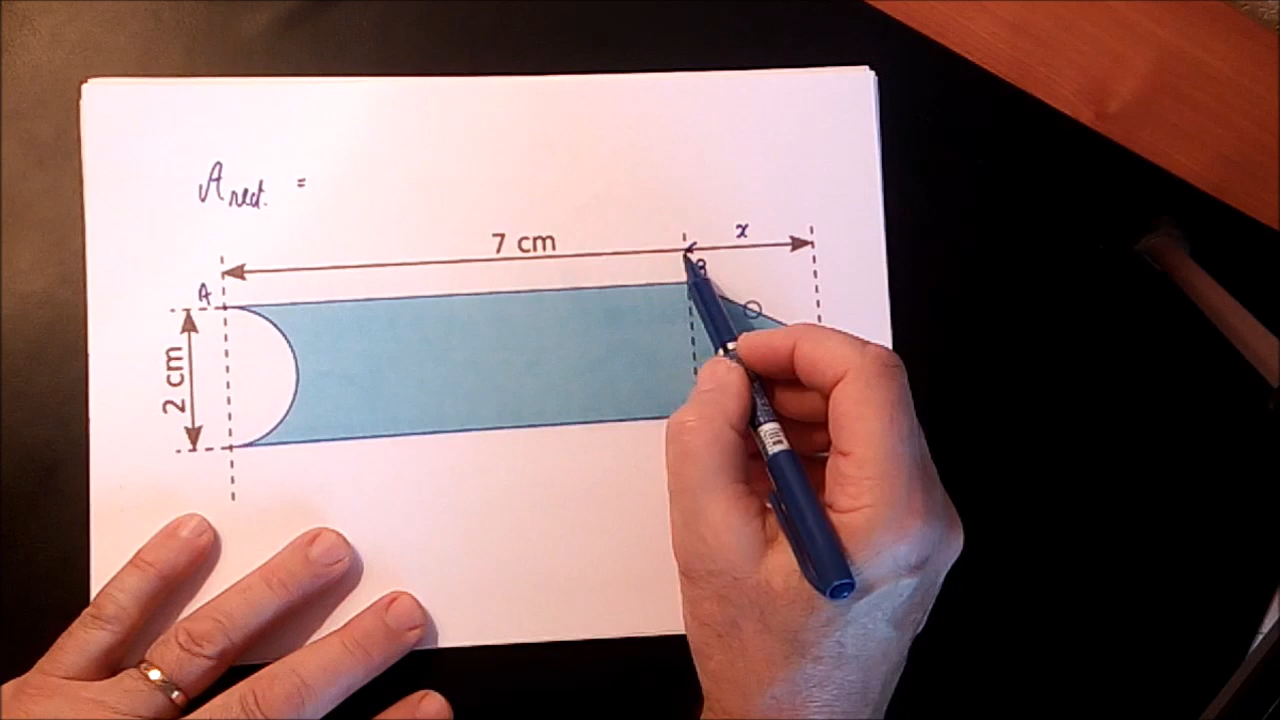 A rect. =
x
7 cm
A
B
2 cm